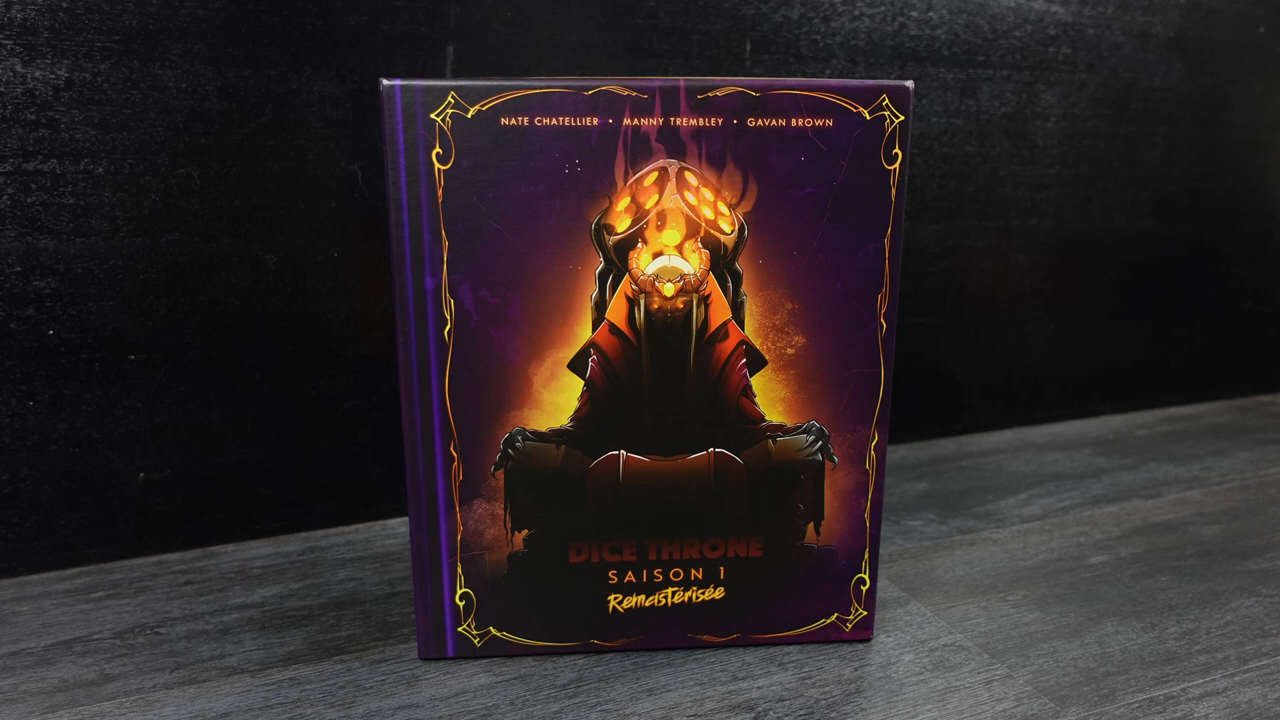 NATE CHATELLIER • MANNY TREMBLEY • GAVAN BROWN
DICE THRONE
SAISON 1
Remastérisée